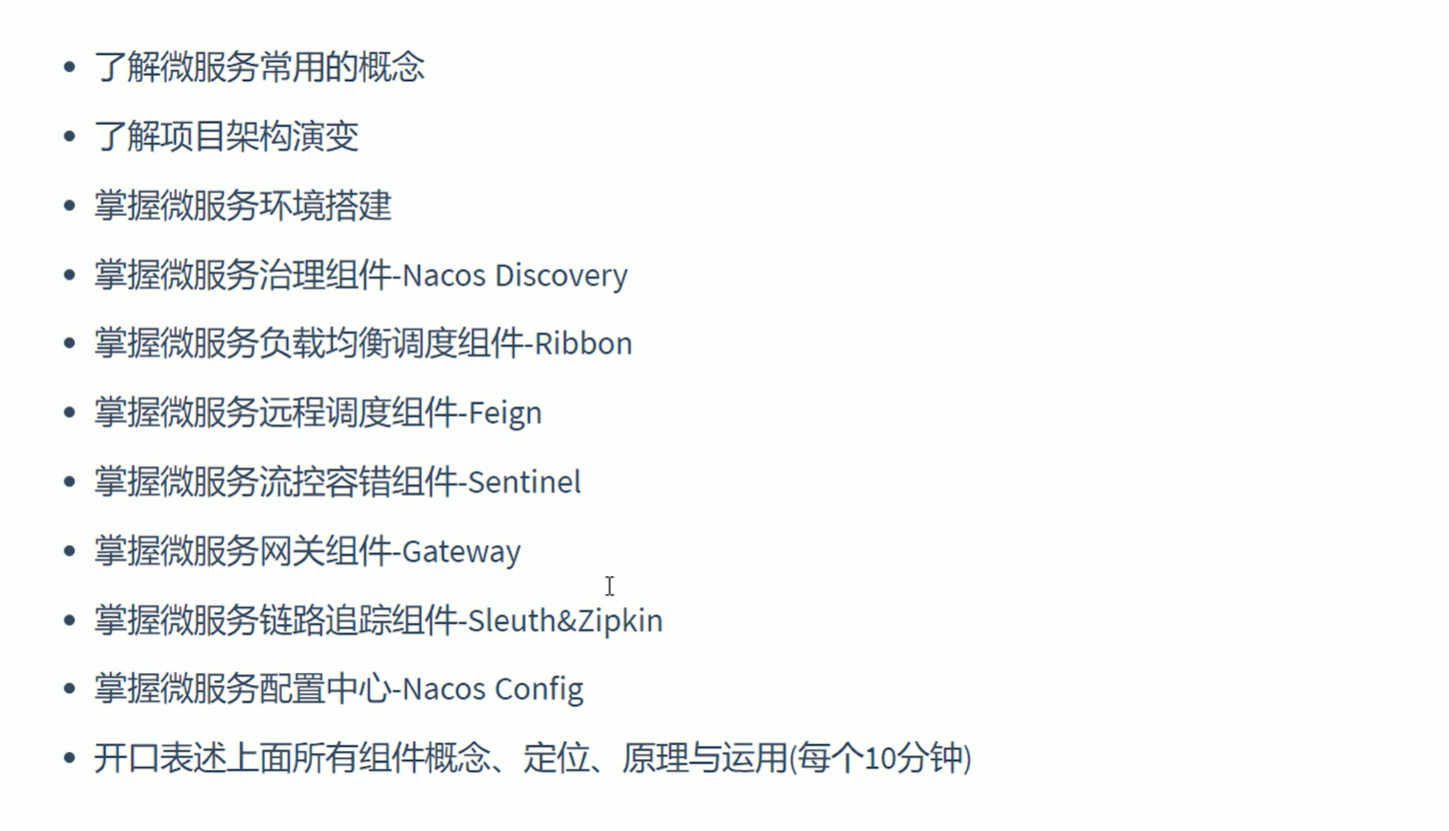 了解微服务常用的概念
了解项目架构演变
掌握微服务环境搭建
掌握微服务治理组件-Nacos Discovery
掌握微服务负载均衡调度组件-Ribbon
掌握微服务远程调度组件-Feign
掌握微服务流控容错组件-Sentinel
掌握微服务网关组件-Gateway
掌握微服务链路追踪组件-Sleuth&Zipkin
掌握微服务配置中心-Nacos Config
开口表述上面所有组件概念、定位、原理与运用(每个10分钟)